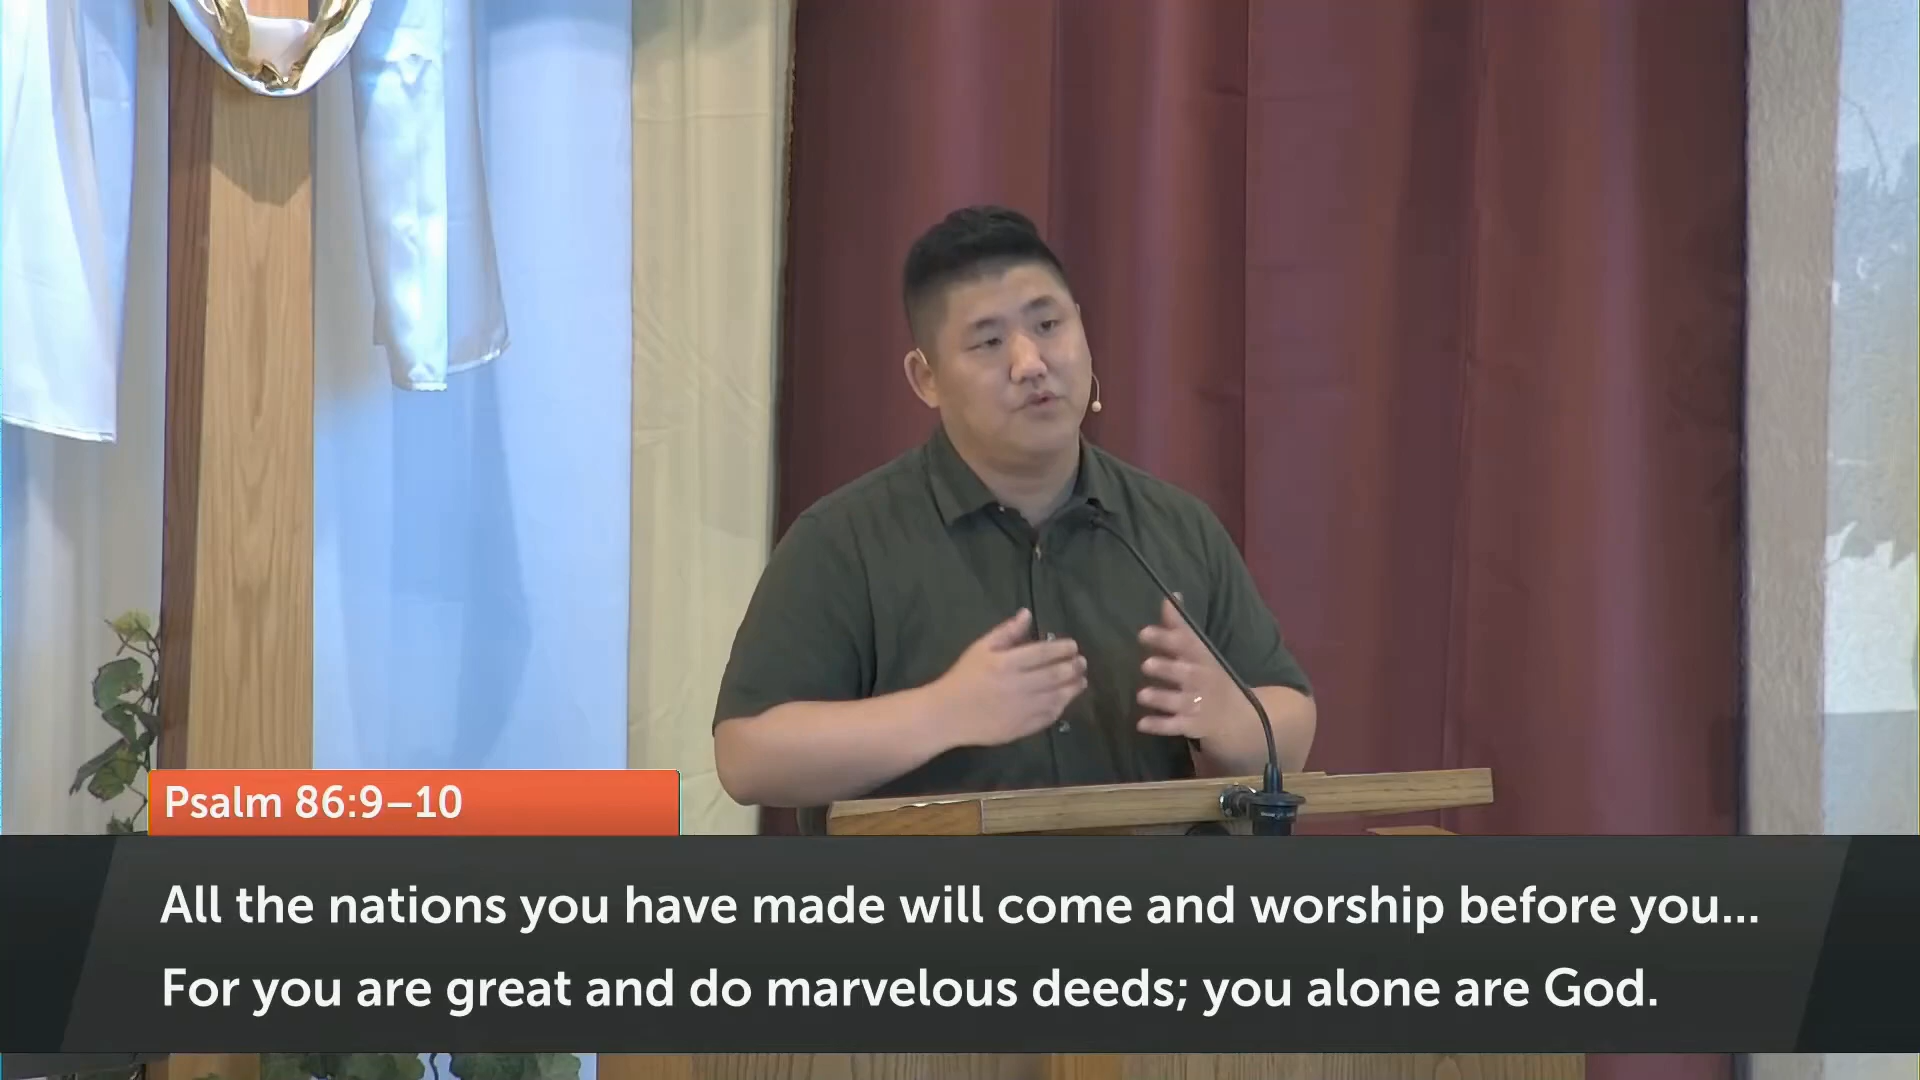 Psalm 86:9–10
All the nations you have made will come and worship before you...
For you are great and do marvelous deeds; you alone are God.